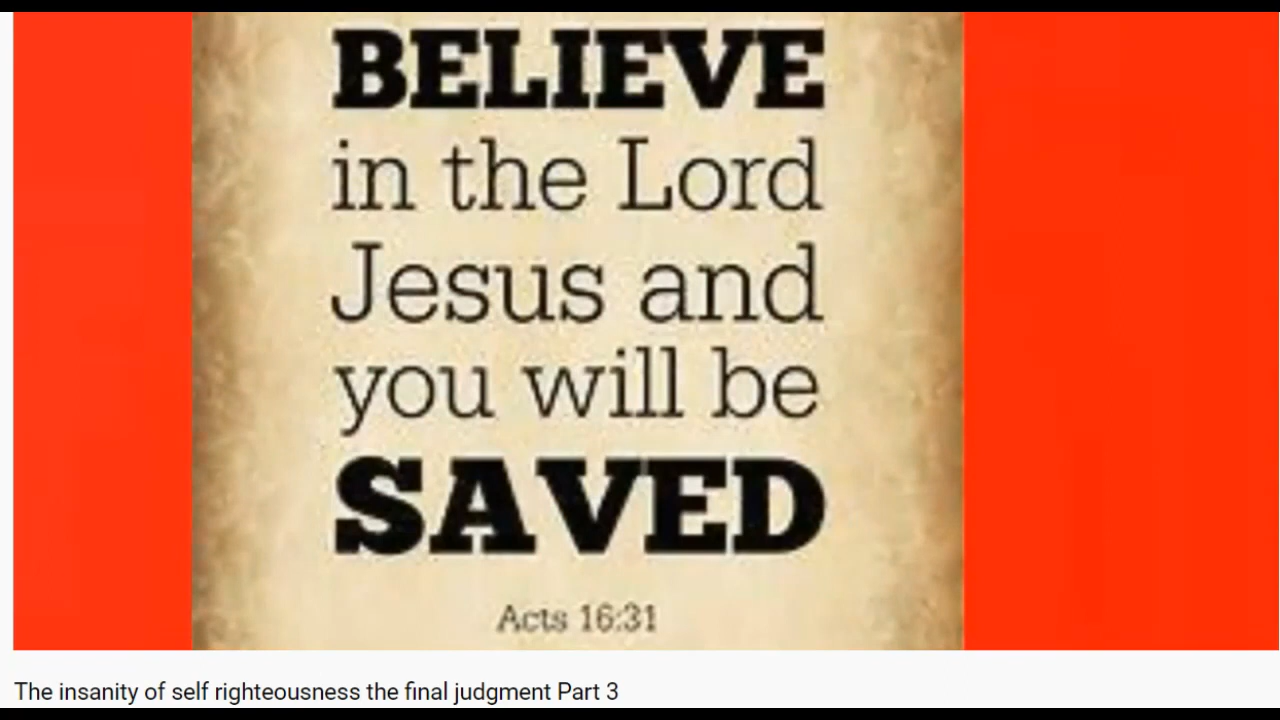 BELIEVE
in the Lord
Jesus and
you will be
SAVED
Acts 16:31
The insanity of self righteousness the final judgment Part 3